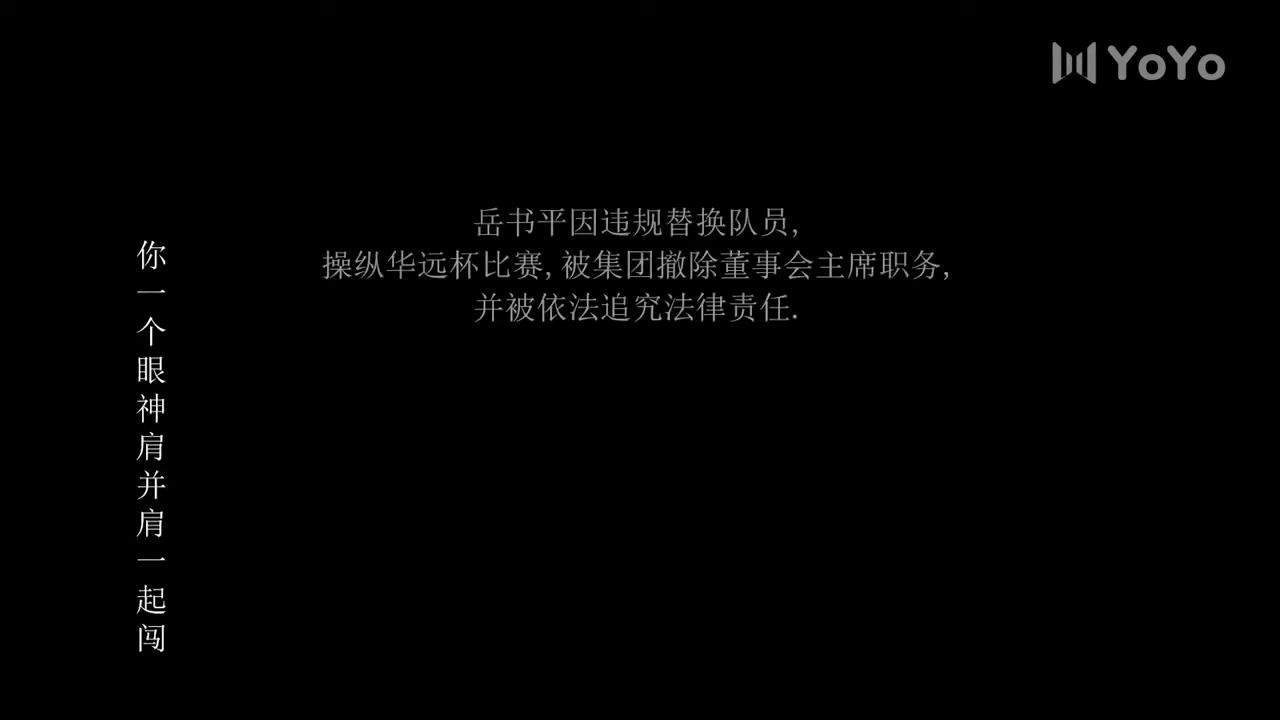 YoYo
岳书平因违规替换队员,
操纵华远杯比赛, 被集团撤除董事会主席职务,
并被依法追究法律责任.
你一个眼神肩并肩一起闯